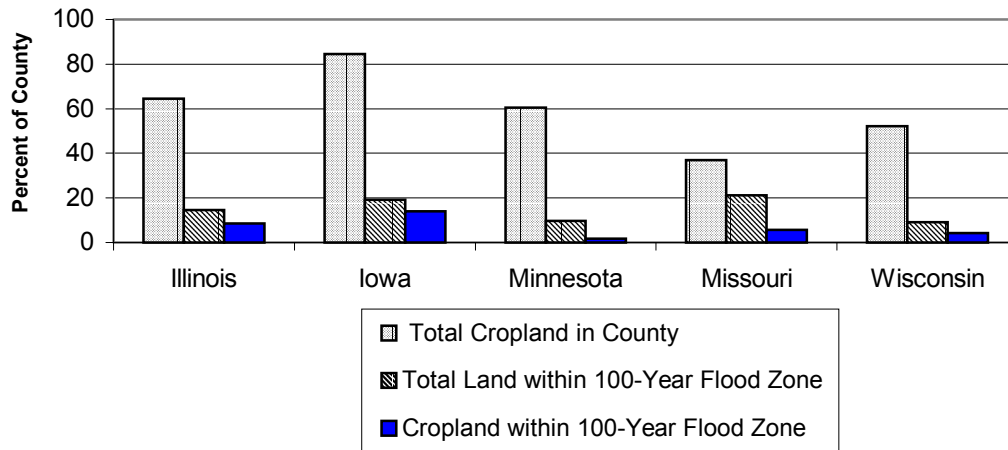 Percent of County
100
80
60
40
20
0
Illinois Iowa Minnesota Missouri Wisconsin
Total Cropland in County
Total Land within 100-Year Flood Zone
Cropland within 100-Year Flood Zone